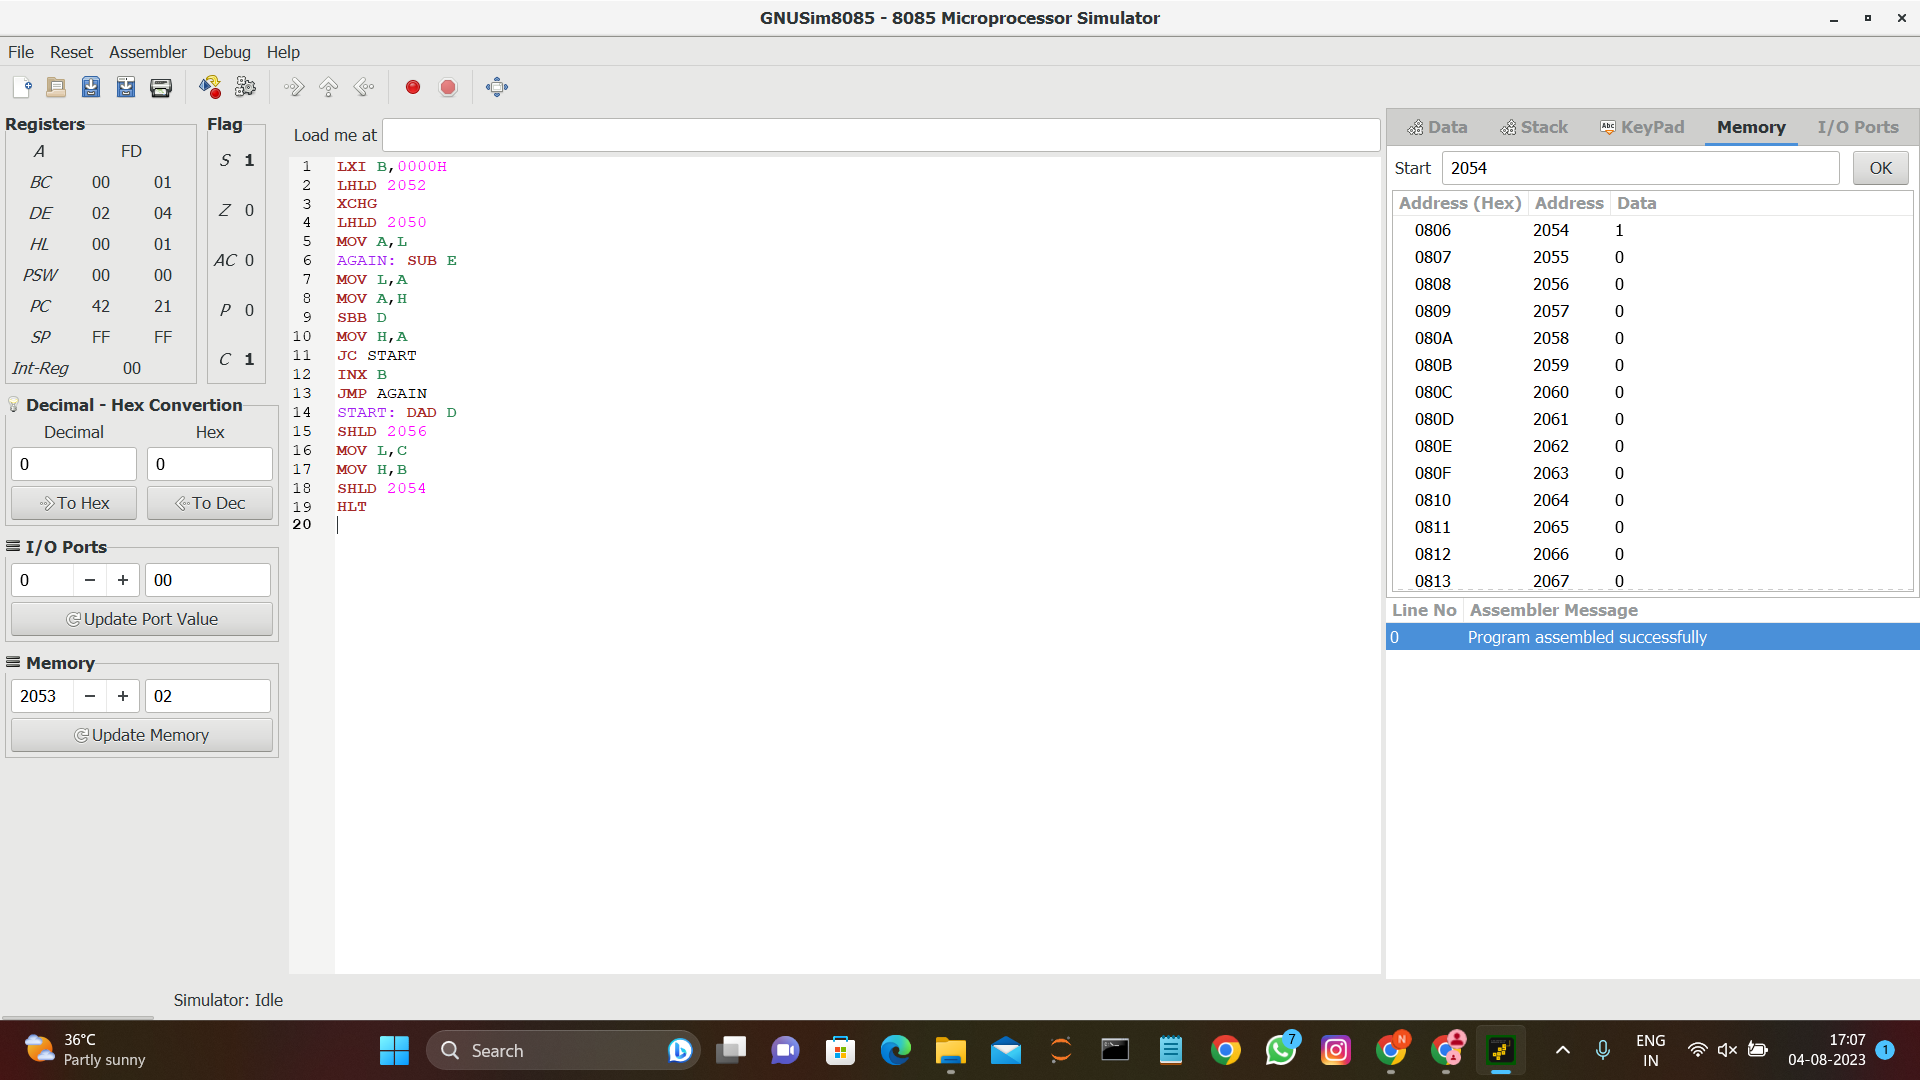 GNUSim8085 - 8085 Microprocessor Simulator
File Reset Assembler Debug Help
Registers
A FD
BC 00 01
DE 02 04
HL 00 01
PSW 00 00
PC 42 21
SP FF FF
Int-Reg 00
Flag
S 1
Z 0
AC 0
P 0
C 1
Decimal - Hex Convertion
Decimal Hex
0 0
To Hex To Dec
I/O Ports
0 − + 00
Update Port Value
Memory
2053 − + 02
Update Memory
Load me at
1 LXI B,0000H
2 LHLD 2052
3 XCHG
4 LHLD 2050
5 MOV A,L
6 AGAIN: SUB E
7 MOV L,A
8 MOV A,H
9 SBB D
10 MOV H,A
11 JC START
12 INX B
13 JMP AGAIN
14 START: DAD D
15 SHLD 2056
16 MOV L,C
17 MOV H,B
18 SHLD 2054
19 HLT
20
Data Stack Abc KeyPad Memory I/O Ports
Start 2054 OK
Address (Hex) Address Data
0806 2054 1
0807 2055 0
0808 2056 0
0809 2057 0
080A 2058 0
080B 2059 0
080C 2060 0
080D 2061 0
080E 2062 0
080F 2063 0
0810 2064 0
0811 2065 0
0812 2066 0
0813 2067 0
Line No Assembler Message
0 Program assembled successfully
Simulator: Idle
36°C
Partly sunny
Search
7
N
ENG
IN
17:07
04-08-2023
1